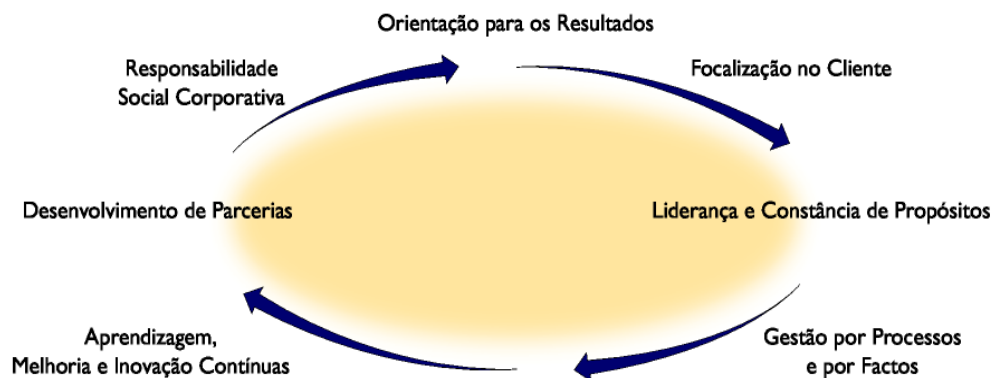 Orientação para os Resultados
Responsabilidade
Social Corporativa
Focalização no Cliente
Desenvolvimento de Parcerias
Liderança e Constância de Propósitos
Aprendizagem,
Melhoria e Inovação Contínuas
Gestão por Processos
e por Factos